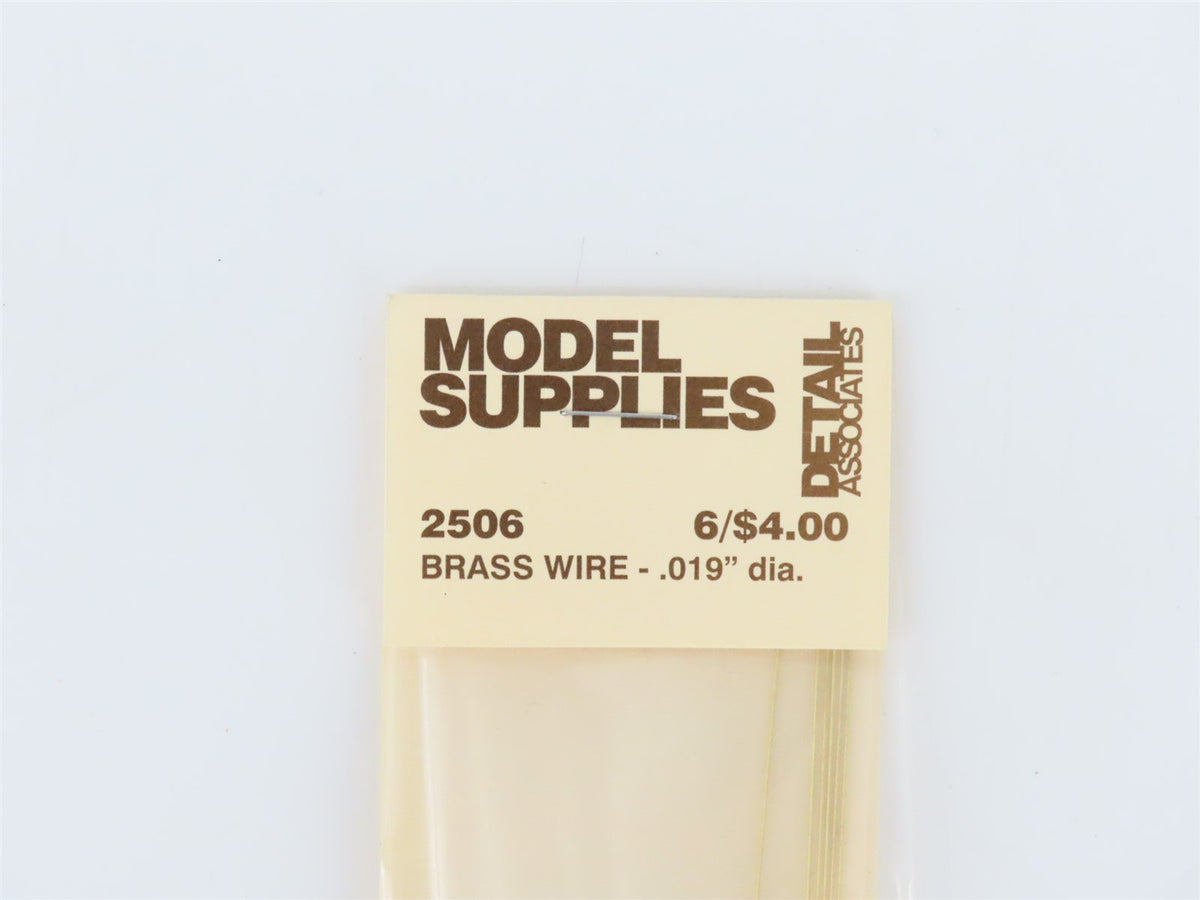 MODEL
SUPPLIES
DETAIL
ASSOCIATES
2506 6/$4.00
BRASS WIRE - .019” dia.